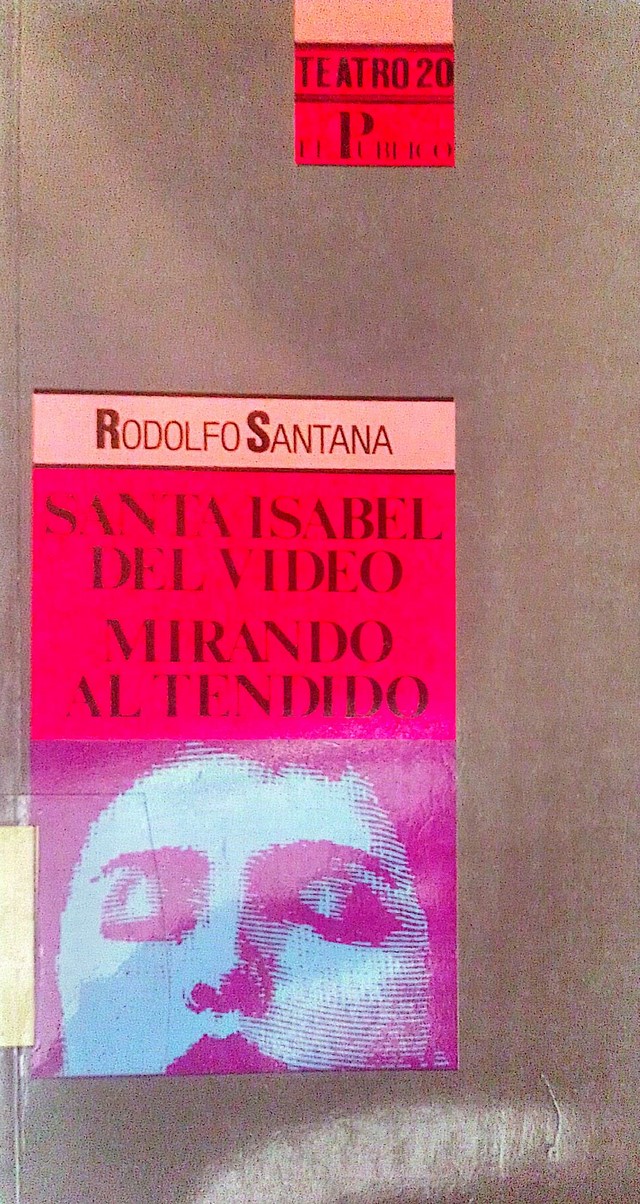 TEATRO 20
EL PUBLICO
RODOLFO SANTANA
SANTA ISABEL
DEL VIDEO
MIRANDO
AL TENDIDO